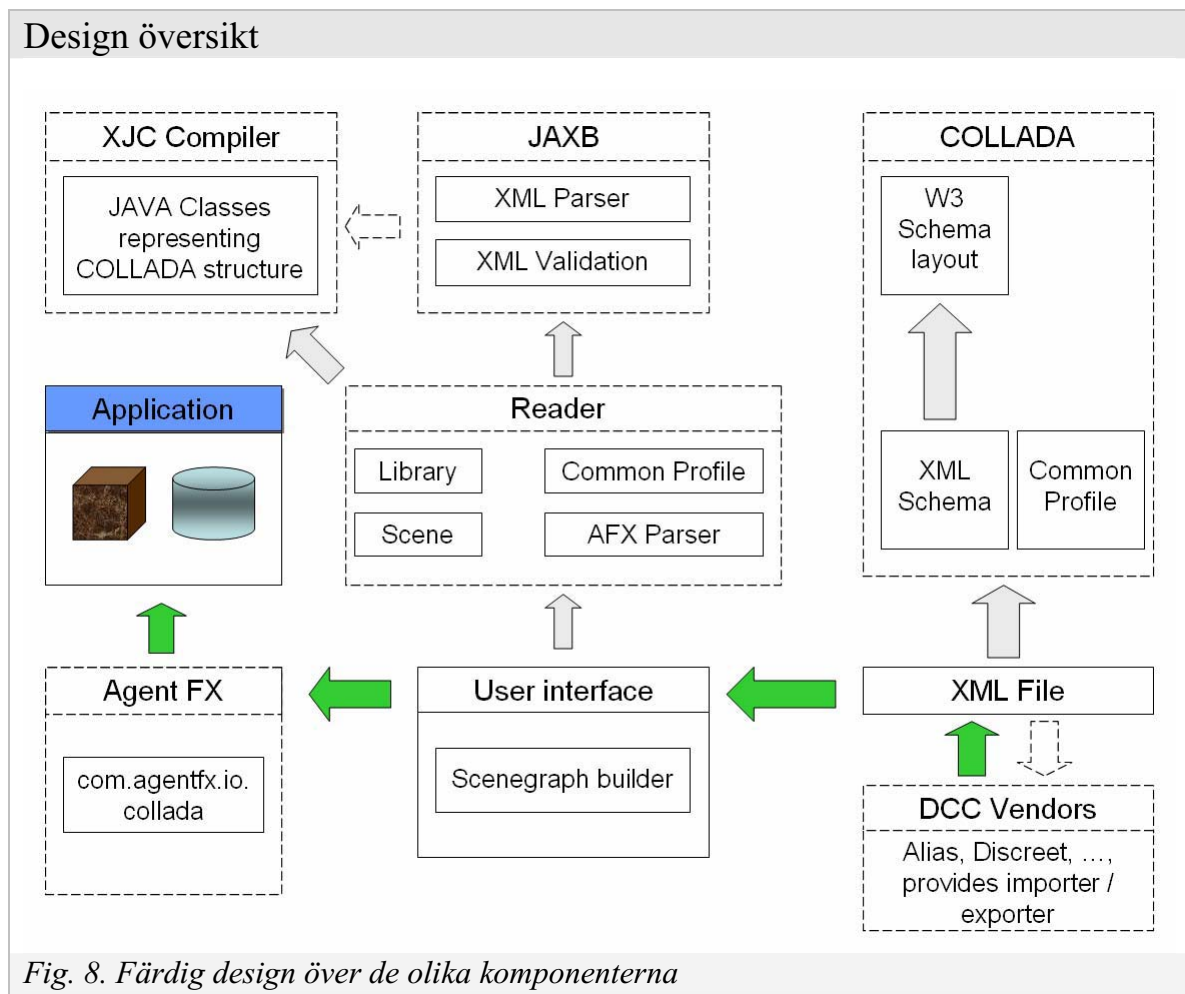 Design översikt
XJC Compiler
JAVA Classes
representing
COLLADA structure
JAXB
XML Parser
XML Validation
COLLADA
W3
Schema
layout
XML
Schema
Common
Profile
Application
Reader
Library
Common Profile
Scene
AFX Parser
Agent FX
com.agentfx.io.
collada
User interface
Scenegraph builder
XML File
DCC Vendors
Alias, Discreet, ...,
provides importer /
exporter
Fig. 8. Färdig design över de olika komponenterna